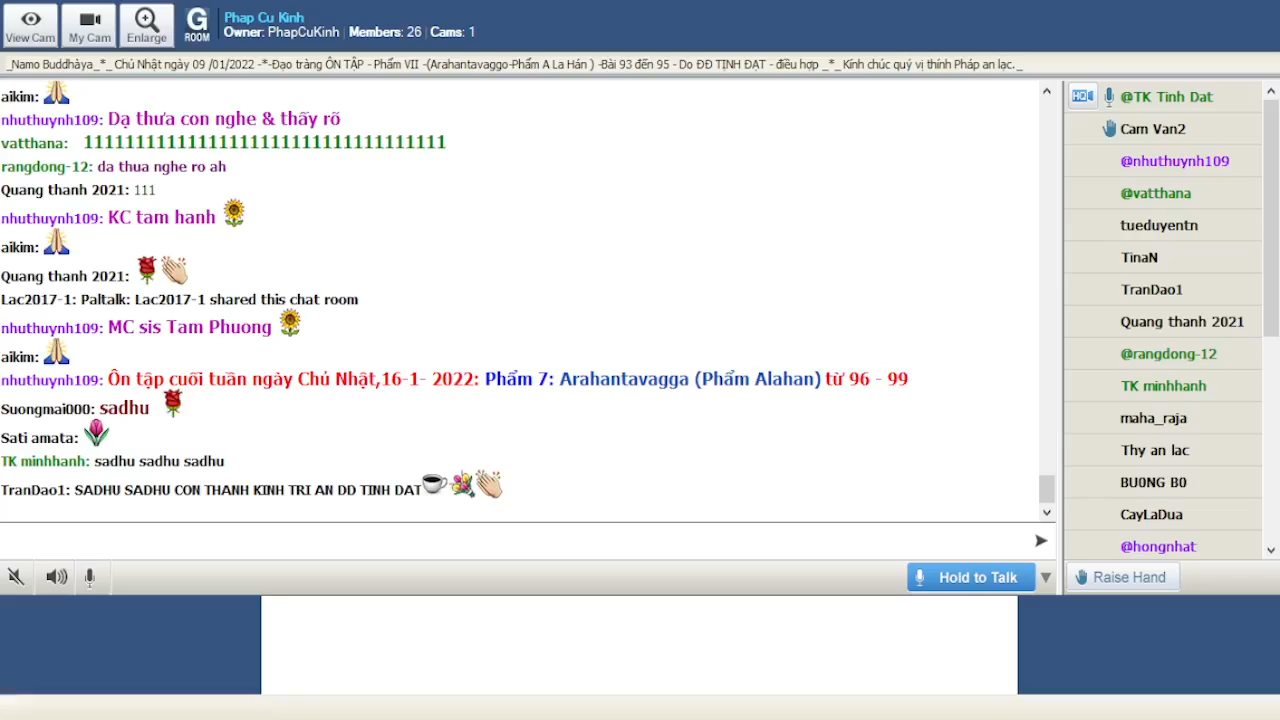 View Cam
My Cam
Enlarge
G
ROOM
Phap Cu Kinh
Owner: PhapCuKinh | Members: 26 | Cams: 1
_Namo Buddhàya_*_ Chủ Nhật ngày 09 /01/2022 -*-Đạo tràng ÔN TẬP - Phẩm VII -(Arahantavaggo-Phẩm A La Hán ) -Bài 93 đến 95 - Do ĐĐ TỊNH ĐẠT - điều hợp _*_ Kính chúc quý vị thính Pháp an lạc._
aikim:
nhuthuynh109: Dạ thưa con nghe & thấy rõ
vatthana: 11111111111111111111111111111111111
rangdong-12: da thua nghe ro ah
Quang thanh 2021: 111
nhuthuynh109: KC tam hanh
aikim:
Quang thanh 2021:
Lac2017-1: Paltalk: Lac2017-1 shared this chat room
nhuthuynh109: MC sis Tam Phuong
aikim:
nhuthuynh109: Ôn tập cuối tuần ngày Chủ Nhật,16-1- 2022: Phẩm 7: Arahantavagga (Phẩm Alahan) từ 96 - 99
Suongmai000: sadhu
Sati amata:
TK minhhanh: sadhu sadhu sadhu
TranDao1: SADHU SADHU CON THANH KINH TRI AN DD TINH DAT
HQ
@TK Tinh Dat
Cam Van2
@nhuthuynh109
@vatthana
tueduyentn
TinaN
TranDao1
Quang thanh 2021
@rangdong-12
TK minhhanh
maha_raja
Thy an lac
BU0NG B0
CayLaDua
@hongnhat
Hold to Talk
Raise Hand